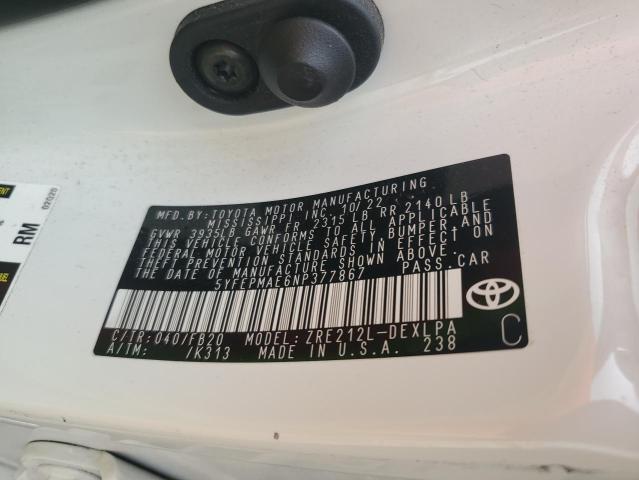 MFD.BY: TOYOTA MOTOR MANUFACTURING
MISSISSIPPI INC. 10/22
GVWR 3935LB GAWR FR 2315LB RR 2140LB
THIS VEHICLE CONFORMS TO ALL APPLICABLE
FEDERAL MOTOR VEHICLE SAFETY, BUMPER, AND
THEFT PREVENTION STANDARDS IN EFFECT ON
THE DATE OF MANUFACTURE SHOWN ABOVE.
5YFEPMAE6NP377867 PASS.CAR
C/TR: 040/FB20 MODEL: ZRE212L-DEXLPA
A/TM: /K313 MADE IN U.S.A. 238
C
TOYOTA
RM